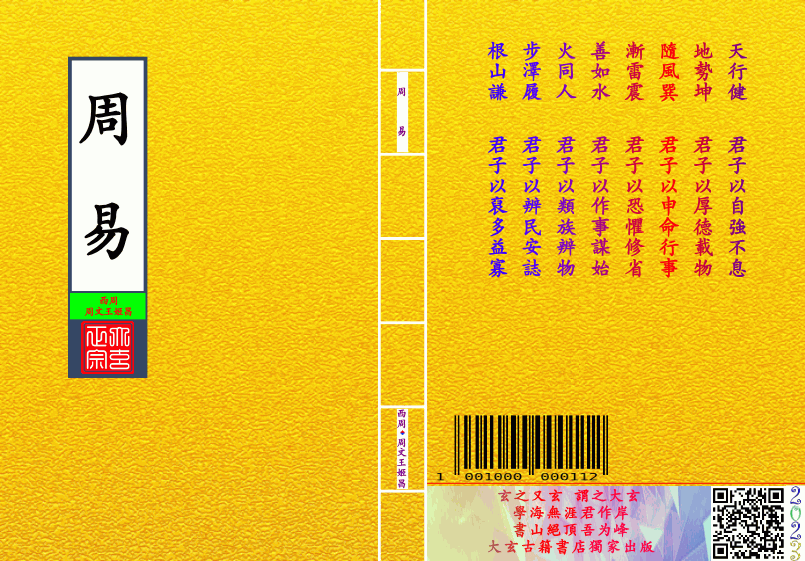 周易
西周
周文王姬昌
大玄
正宗
周易
西周•周文王姬昌
天行健 君子以自強不息
地勢坤 君子以厚德載物
隨風巽 君子以申命行事
漸雷震 君子以恐懼修省
善如水 君子以作事謀始
火同人 君子以類族辨物
步澤履 君子以辨民安誌
根山謙 君子以裒多益寡
1 001000 000112
玄之又玄 謂之大玄
學海無涯君作岸
書山絕頂吾为峰
大玄古籍書店獨家出版
2023